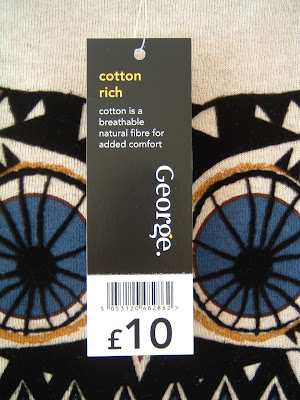 cotton
rich
cotton is a
breathable
natural fibre for
added comfort
George.
5 053120 482862 >
£10